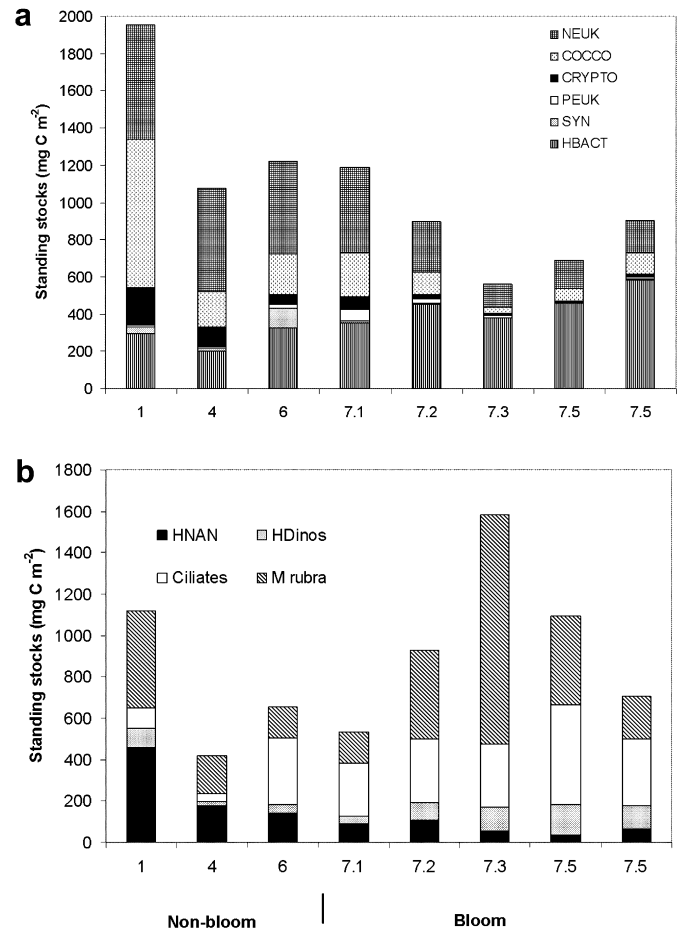 a
Standing stocks (mg C m-2)
2000
1800
1600
1400
1200
1000
800
600
400
200
0
NEUK
COCCO
CRYPTO
PEUK
SYN
HBACT
1 4 6 7.1 7.2 7.3 7.5 7.5
b
Standing stocks (mg C m-2)
1800
1600
1400
1200
1000
800
600
400
200
0
HNAN HDinos
Ciliates M rubra
1 4 6 7.1 7.2 7.3 7.5 7.5
Non-bloom Bloom